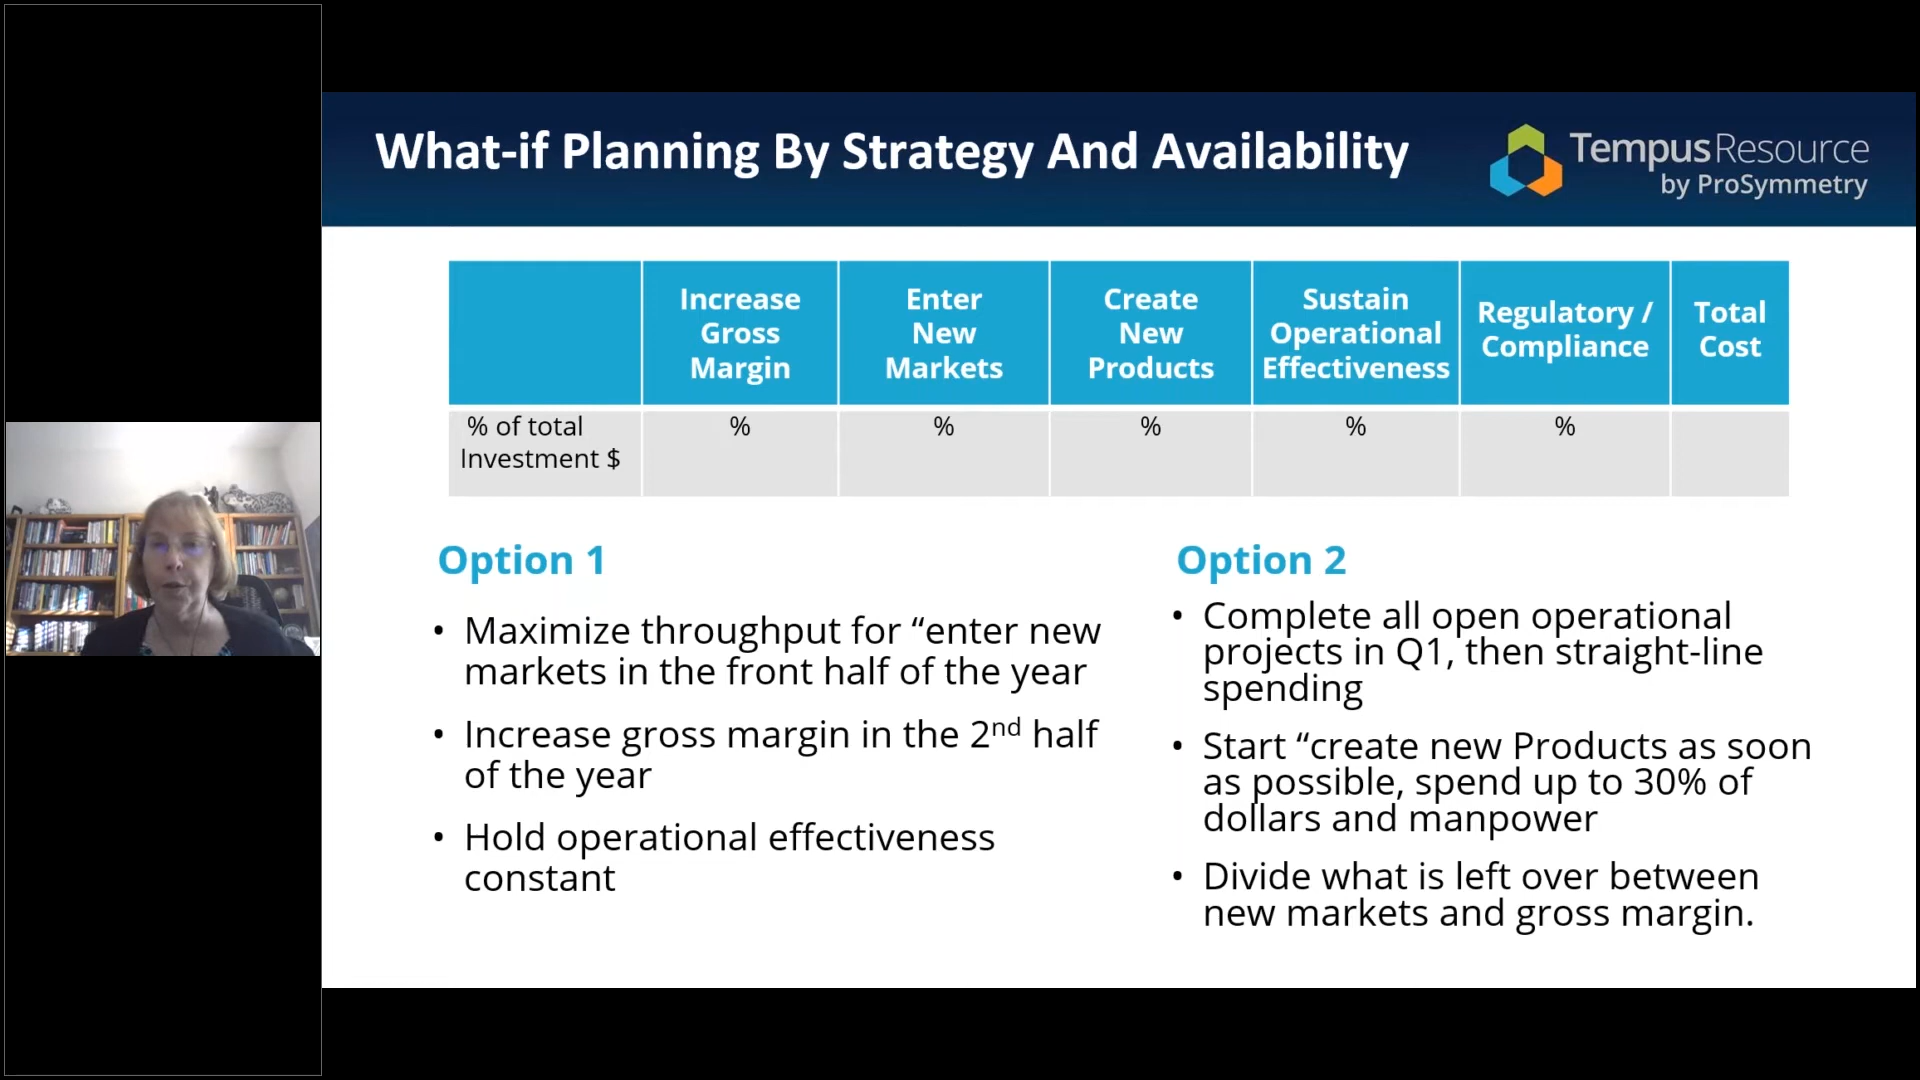 What-if Planning By Strategy And Availability
TempusResource
by ProSymmetry
Increase
Gross
Margin
Enter
New
Markets
Create
New
Products
Sustain
Operational
Effectiveness
Regulatory /
Compliance
Total
Cost
% of total
Investment $
%
%
%
%
%
Option 1
• Maximize throughput for “enter new
markets in the front half of the year
• Increase gross margin in the 2nd half
of the year
• Hold operational effectiveness
constant
Option 2
• Complete all open operational
projects in Q1, then straight-line
spending
• Start “create new Products as soon
as possible, spend up to 30% of
dollars and manpower
• Divide what is left over between
new markets and gross margin.